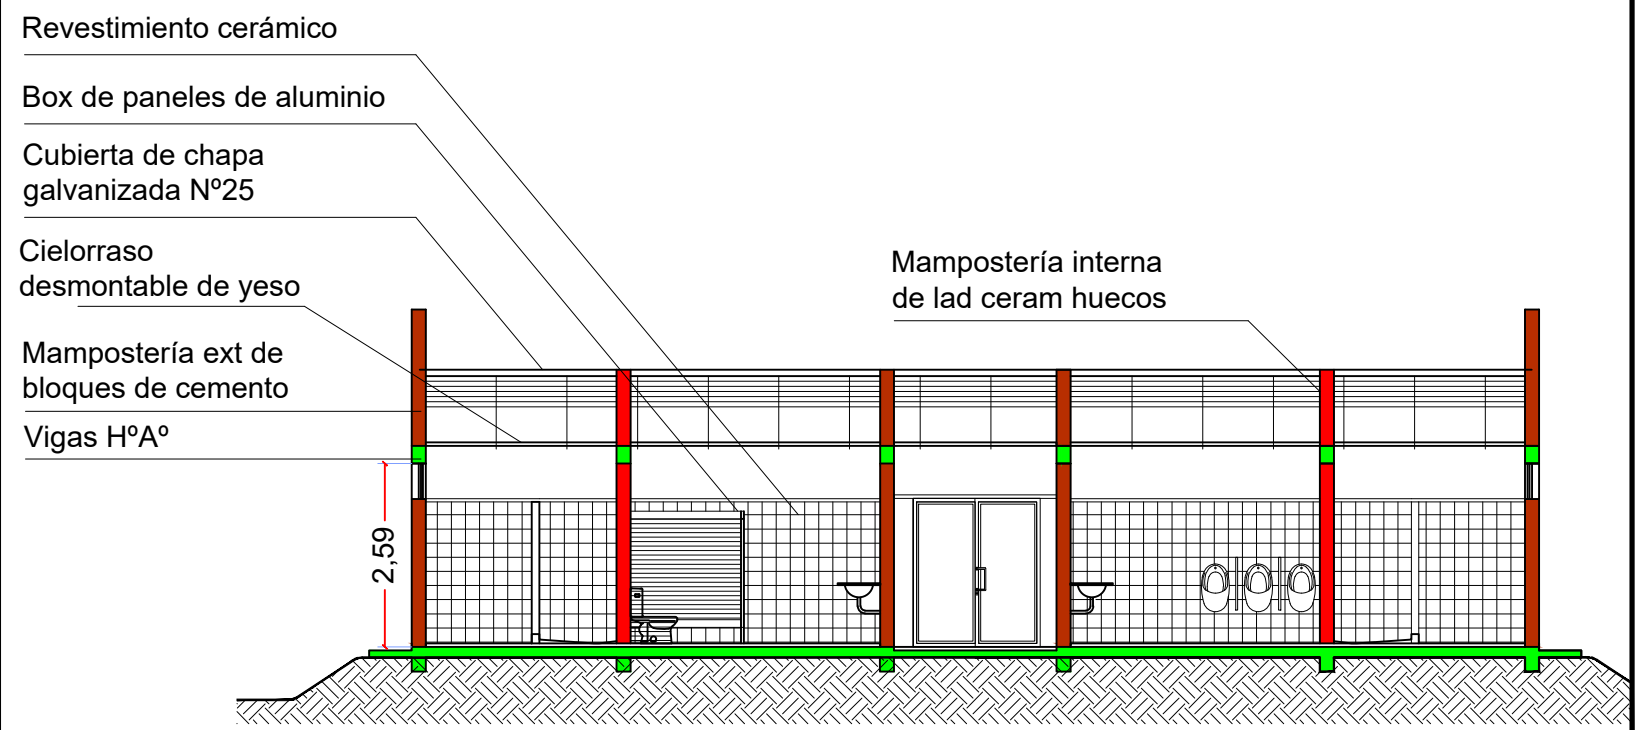 Revestimiento cerámico
Box de paneles de aluminio
Cubierta de chapa
galvanizada Nº25
Cielorraso
desmontable de yeso
Mampostería ext de
bloques de cemento
Vigas HºAº
Mampostería interna
de lad ceram huecos
2,59